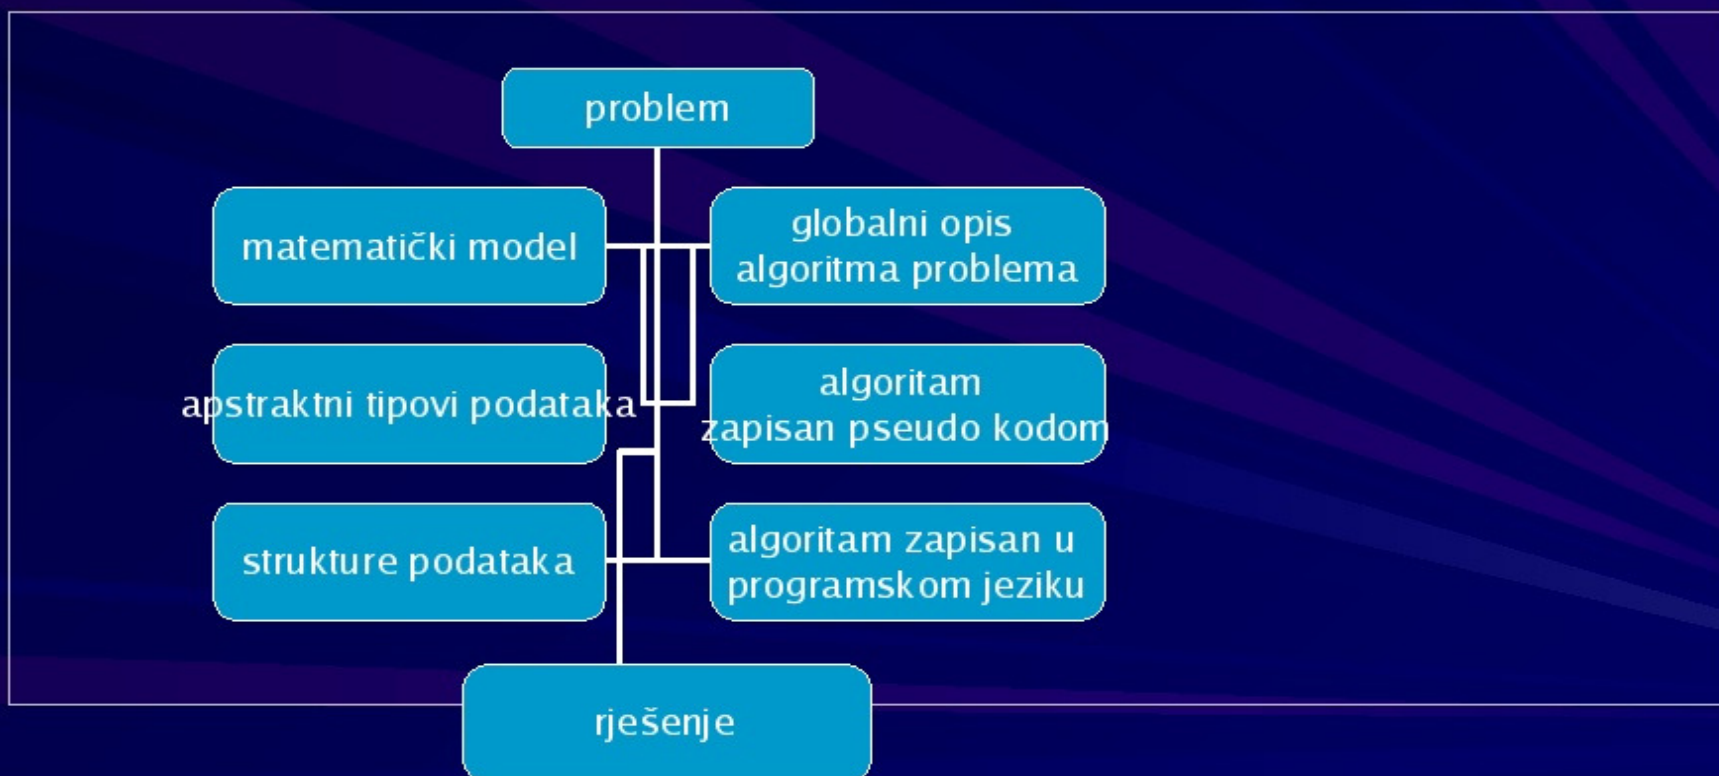 problem
matematički model
globalni opis
algoritma problema
apstraktni tipovi podataka
algoritam
zapisan pseudo kodom
strukture podataka
algoritam zapisan u
programskom jeziku
rješenje